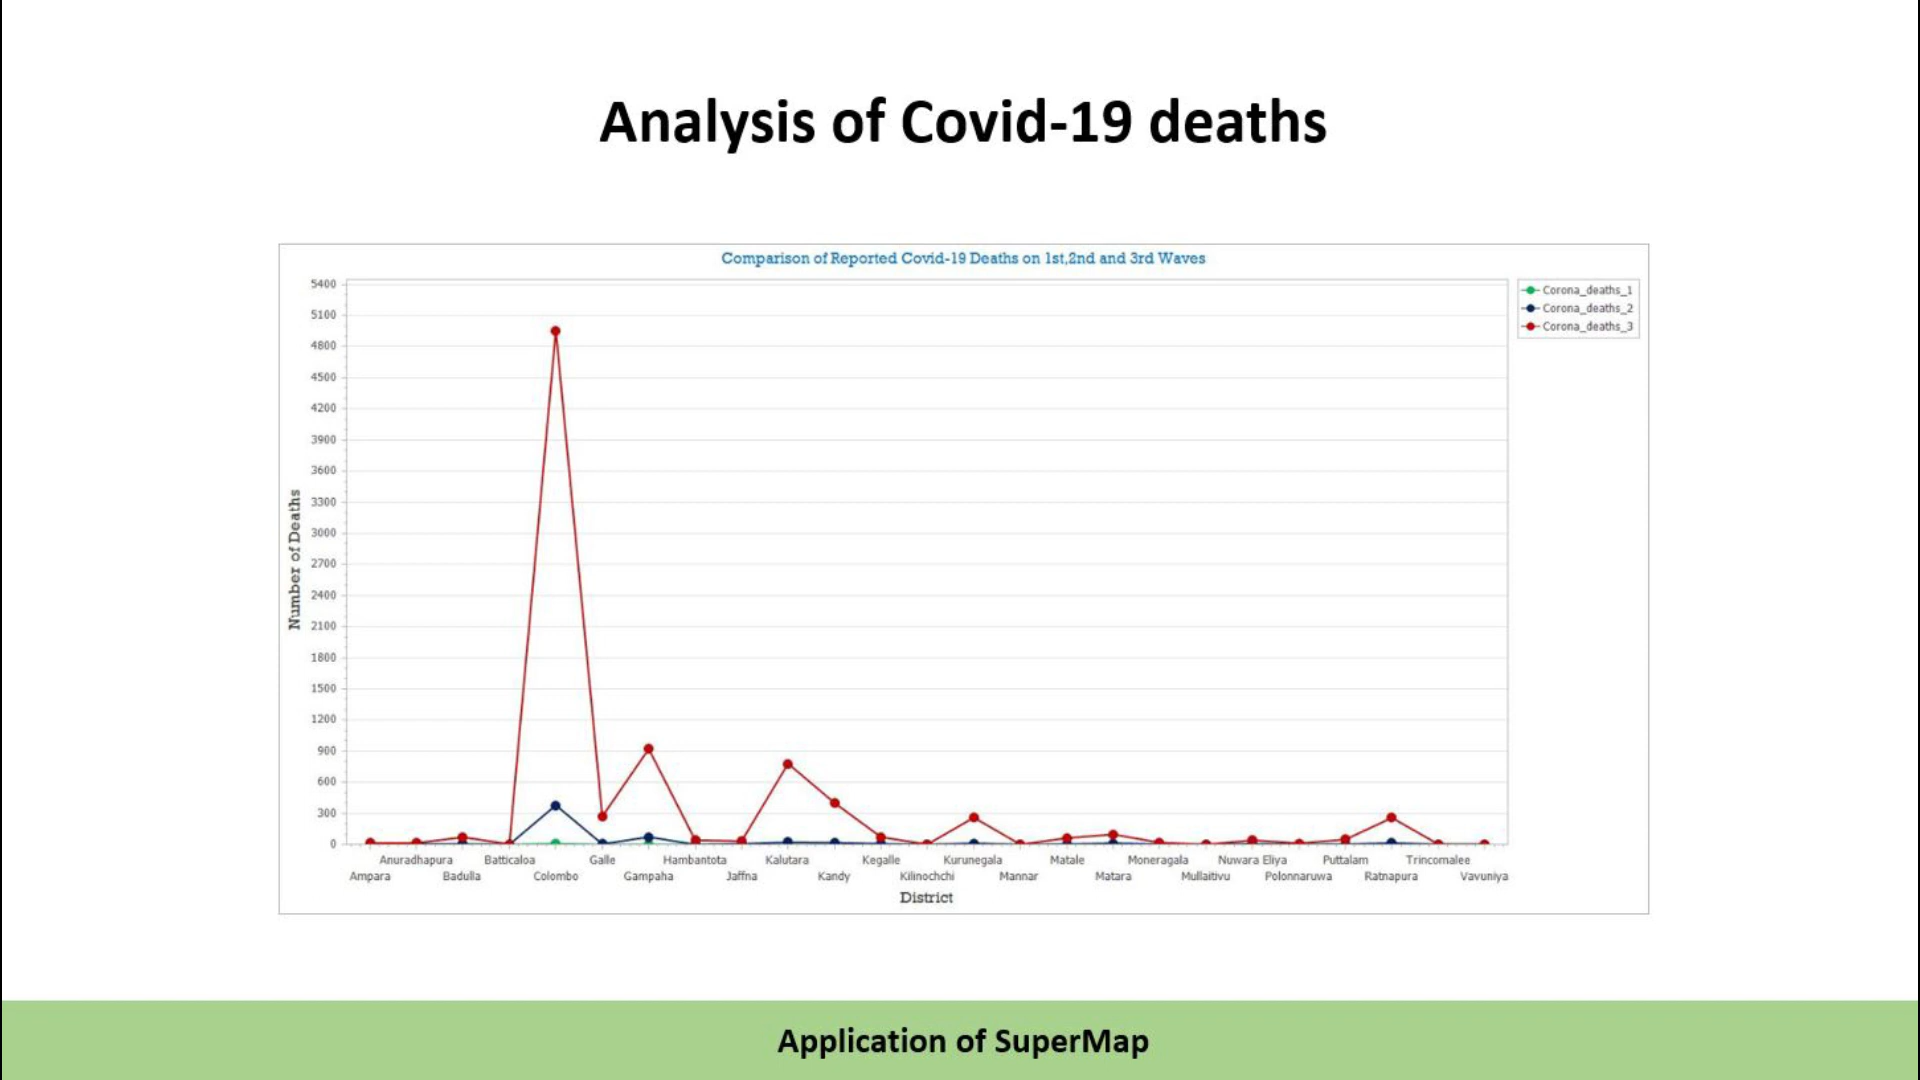 Analysis of Covid-19 deaths
Comparison of Reported Covid-19 Deaths on 1st,2nd and 3rd Waves
Corona_deaths_1
Corona_deaths_2
Corona_deaths_3
Number of Deaths
5400
5100
4800
4500
4200
3900
3600
3300
3000
2700
2400
2100
1800
1500
1200
900
600
300
0
Anuradhapura Batticaloa Galle Hambantota Kalutara Kegalle Kurunegala Matale Moneragala Nuwara Eliya Puttalam Trincomalee
Ampara Badulla Colombo Gampaha Jaffna Kandy Kilinochchi Mannar Matara Mullaitivu Polonnaruwa Ratnapura Vavuniya
District
Application of SuperMap